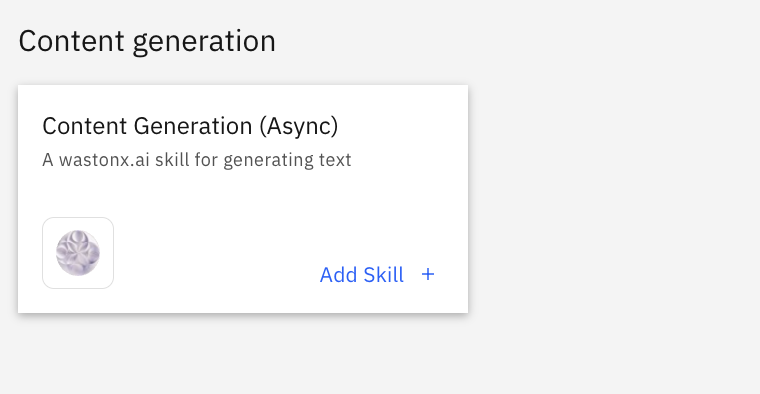 Content generation
Content Generation (Async)
A wastonx.ai skill for generating text
Add Skill +